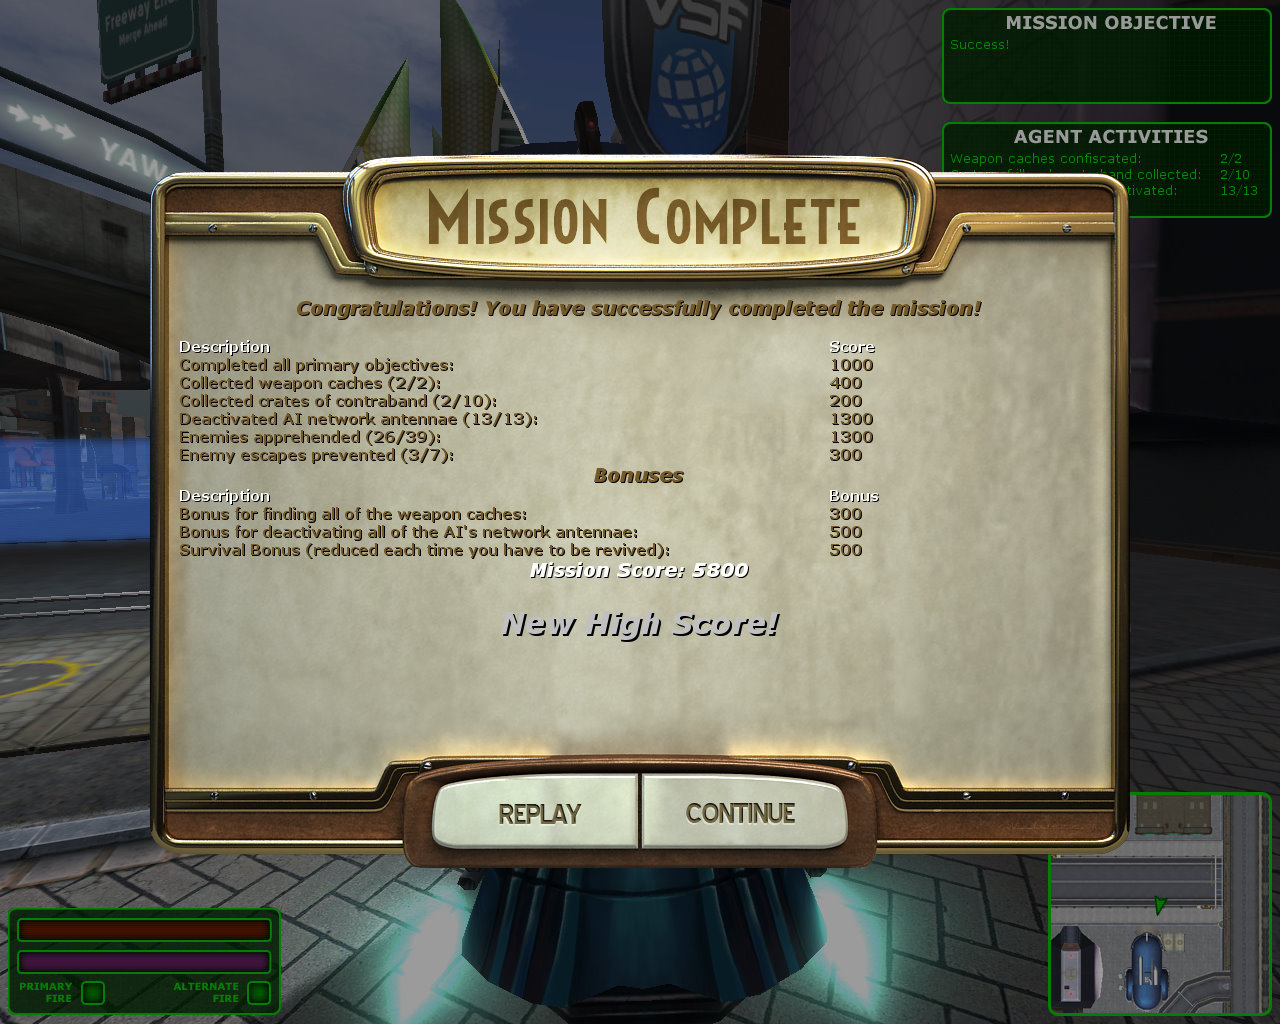 Freeway En
Merge Ahead
YAW
VSF
MISSION OBJECTIVE
Success!
AGENT ACTIVITIES
Weapon caches confiscated: 2/2
and collected: 2/10
tivated: 13/13
MISSION COMPLETE
Congratulations! You have successfully completed the mission!
Description Score
Completed all primary objectives: 1000
Collected weapon caches (2/2): 400
Collected crates of contraband (2/10): 200
Deactivated AI network antennae (13/13): 1300
Enemies apprehended (26/39): 1300
Enemy escapes prevented (3/7): 300
Bonuses
Description Bonus
Bonus for finding all of the weapon caches: 300
Bonus for deactivating all of the AI's network antennae: 500
Survival Bonus (reduced each time you have to be revived): 500
Mission Score: 5800
New High Score!
REPLAY CONTINUE
PRIMARY FIRE
ALTERNATE FIRE